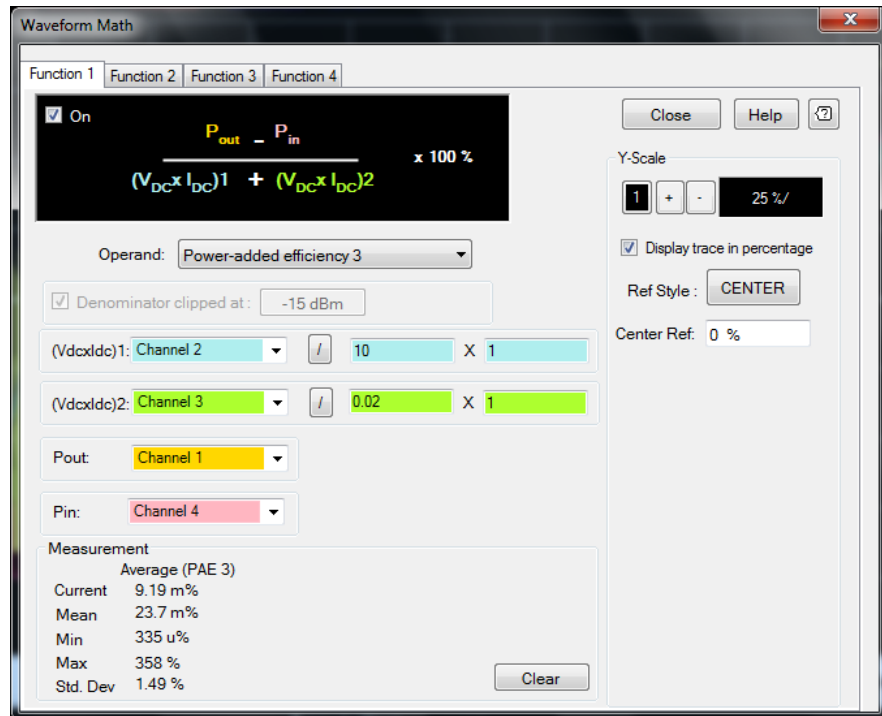 Waveform Math
X
Function 1 Function 2 Function 3 Function 4
On
Pout - Pin
x 100 %
(VDCx IDC)1 + (VDCx IDC)2
Operand: Power-added efficiency 3
Denominator clipped at : -15 dBm
(VdcxIdc)1: Channel 2 / 10 X 1
(VdcxIdc)2: Channel 3 / 0.02 X 1
Pout: Channel 1
Pin: Channel 4
Measurement
Average (PAE 3)
Current 9.19 m%
Mean 23.7 m%
Min 335 u%
Max 358 %
Std. Dev 1.49 %
Clear
Close Help ?
Y-Scale
1 + - 25 %/
Display trace in percentage
Ref Style : CENTER
Center Ref: 0 %